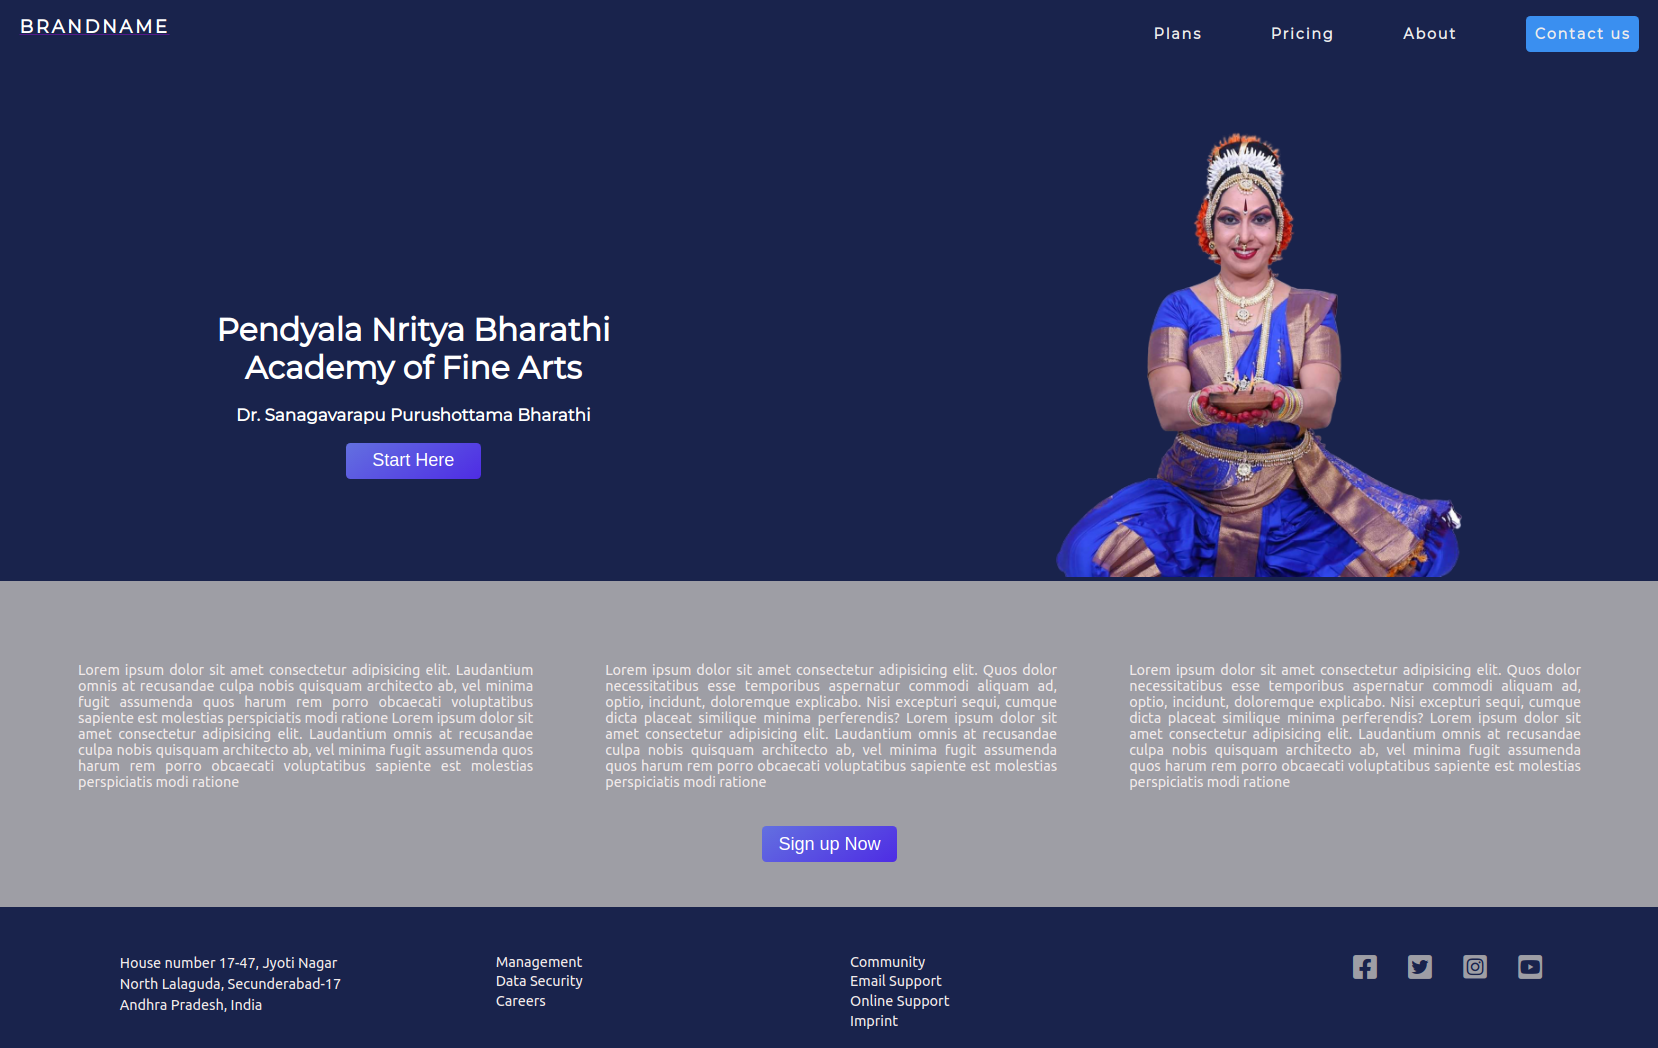 BRANDNAME
Plans Pricing About Contact us
Pendyala Nritya Bharathi
Academy of Fine Arts
Dr. Sanagavarapu Purushottama Bharathi
Start Here
Lorem ipsum dolor sit amet consectetur adipisicing elit. Laudantium
omnis at recusandae culpa nobis quisquam architecto ab, vel minima
fugit assumenda quos harum rem porro obcaecati voluptatibus
sapiente est molestias perspiciatis modi ratione Lorem ipsum dolor sit
amet consectetur adipisicing elit. Laudantium omnis at recusandae
culpa nobis quisquam architecto ab, vel minima fugit assumenda quos
harum rem porro obcaecati voluptatibus sapiente est molestias
perspiciatis modi ratione
Lorem ipsum dolor sit amet consectetur adipisicing elit. Quos dolor
necessitatibus esse temporibus aspernatur commodi aliquam ad,
optio, incidunt, doloremque explicabo. Nisi excepturi sequi, cumque
dicta placeat similique minima perferendis? Lorem ipsum dolor sit
amet consectetur adipisicing elit. Laudantium omnis at recusandae
culpa nobis quisquam architecto ab, vel minima fugit assumenda
quos harum rem porro obcaecati voluptatibus sapiente est molestias
perspiciatis modi ratione
Lorem ipsum dolor sit amet consectetur adipisicing elit. Quos dolor
necessitatibus esse temporibus aspernatur commodi aliquam ad,
optio, incidunt, doloremque explicabo. Nisi excepturi sequi, cumque
dicta placeat similique minima perferendis? Lorem ipsum dolor sit
amet consectetur adipisicing elit. Laudantium omnis at recusandae
culpa nobis quisquam architecto ab, vel minima fugit assumenda
quos harum rem porro obcaecati voluptatibus sapiente est molestias
perspiciatis modi ratione
Sign up Now
House number 17-47, Jyoti Nagar
North Lalaguda, Secunderabad-17
Andhra Pradesh, India
Management
Data Security
Careers
Community
Email Support
Online Support
Imprint